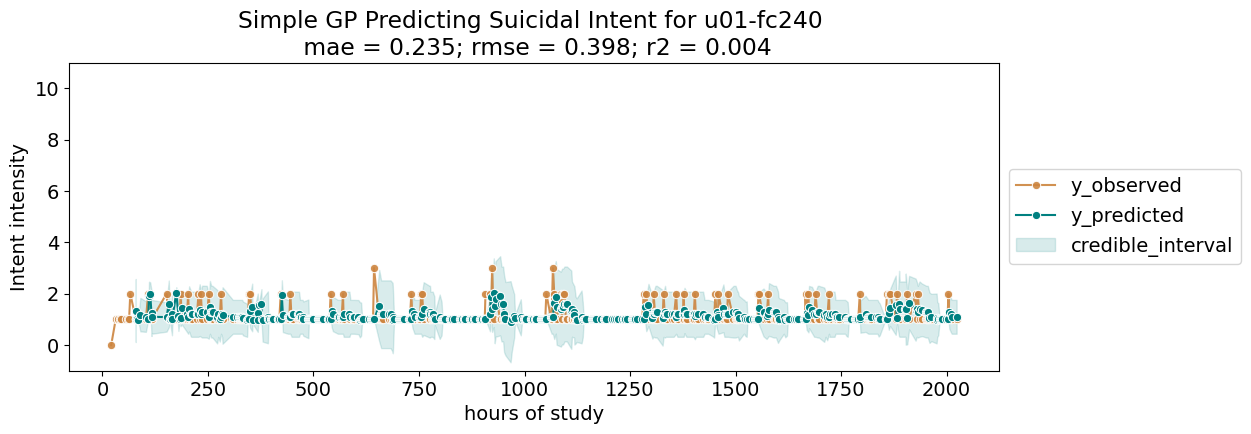 Simple GP Predicting Suicidal Intent for u01-fc240
mae = 0.235; rmse = 0.398; r2 = 0.004
Intent intensity
10
8
6
4
2
0
0 250 500 750 1000 1250 1500 1750 2000
hours of study
y_observed
y_predicted
credible_interval